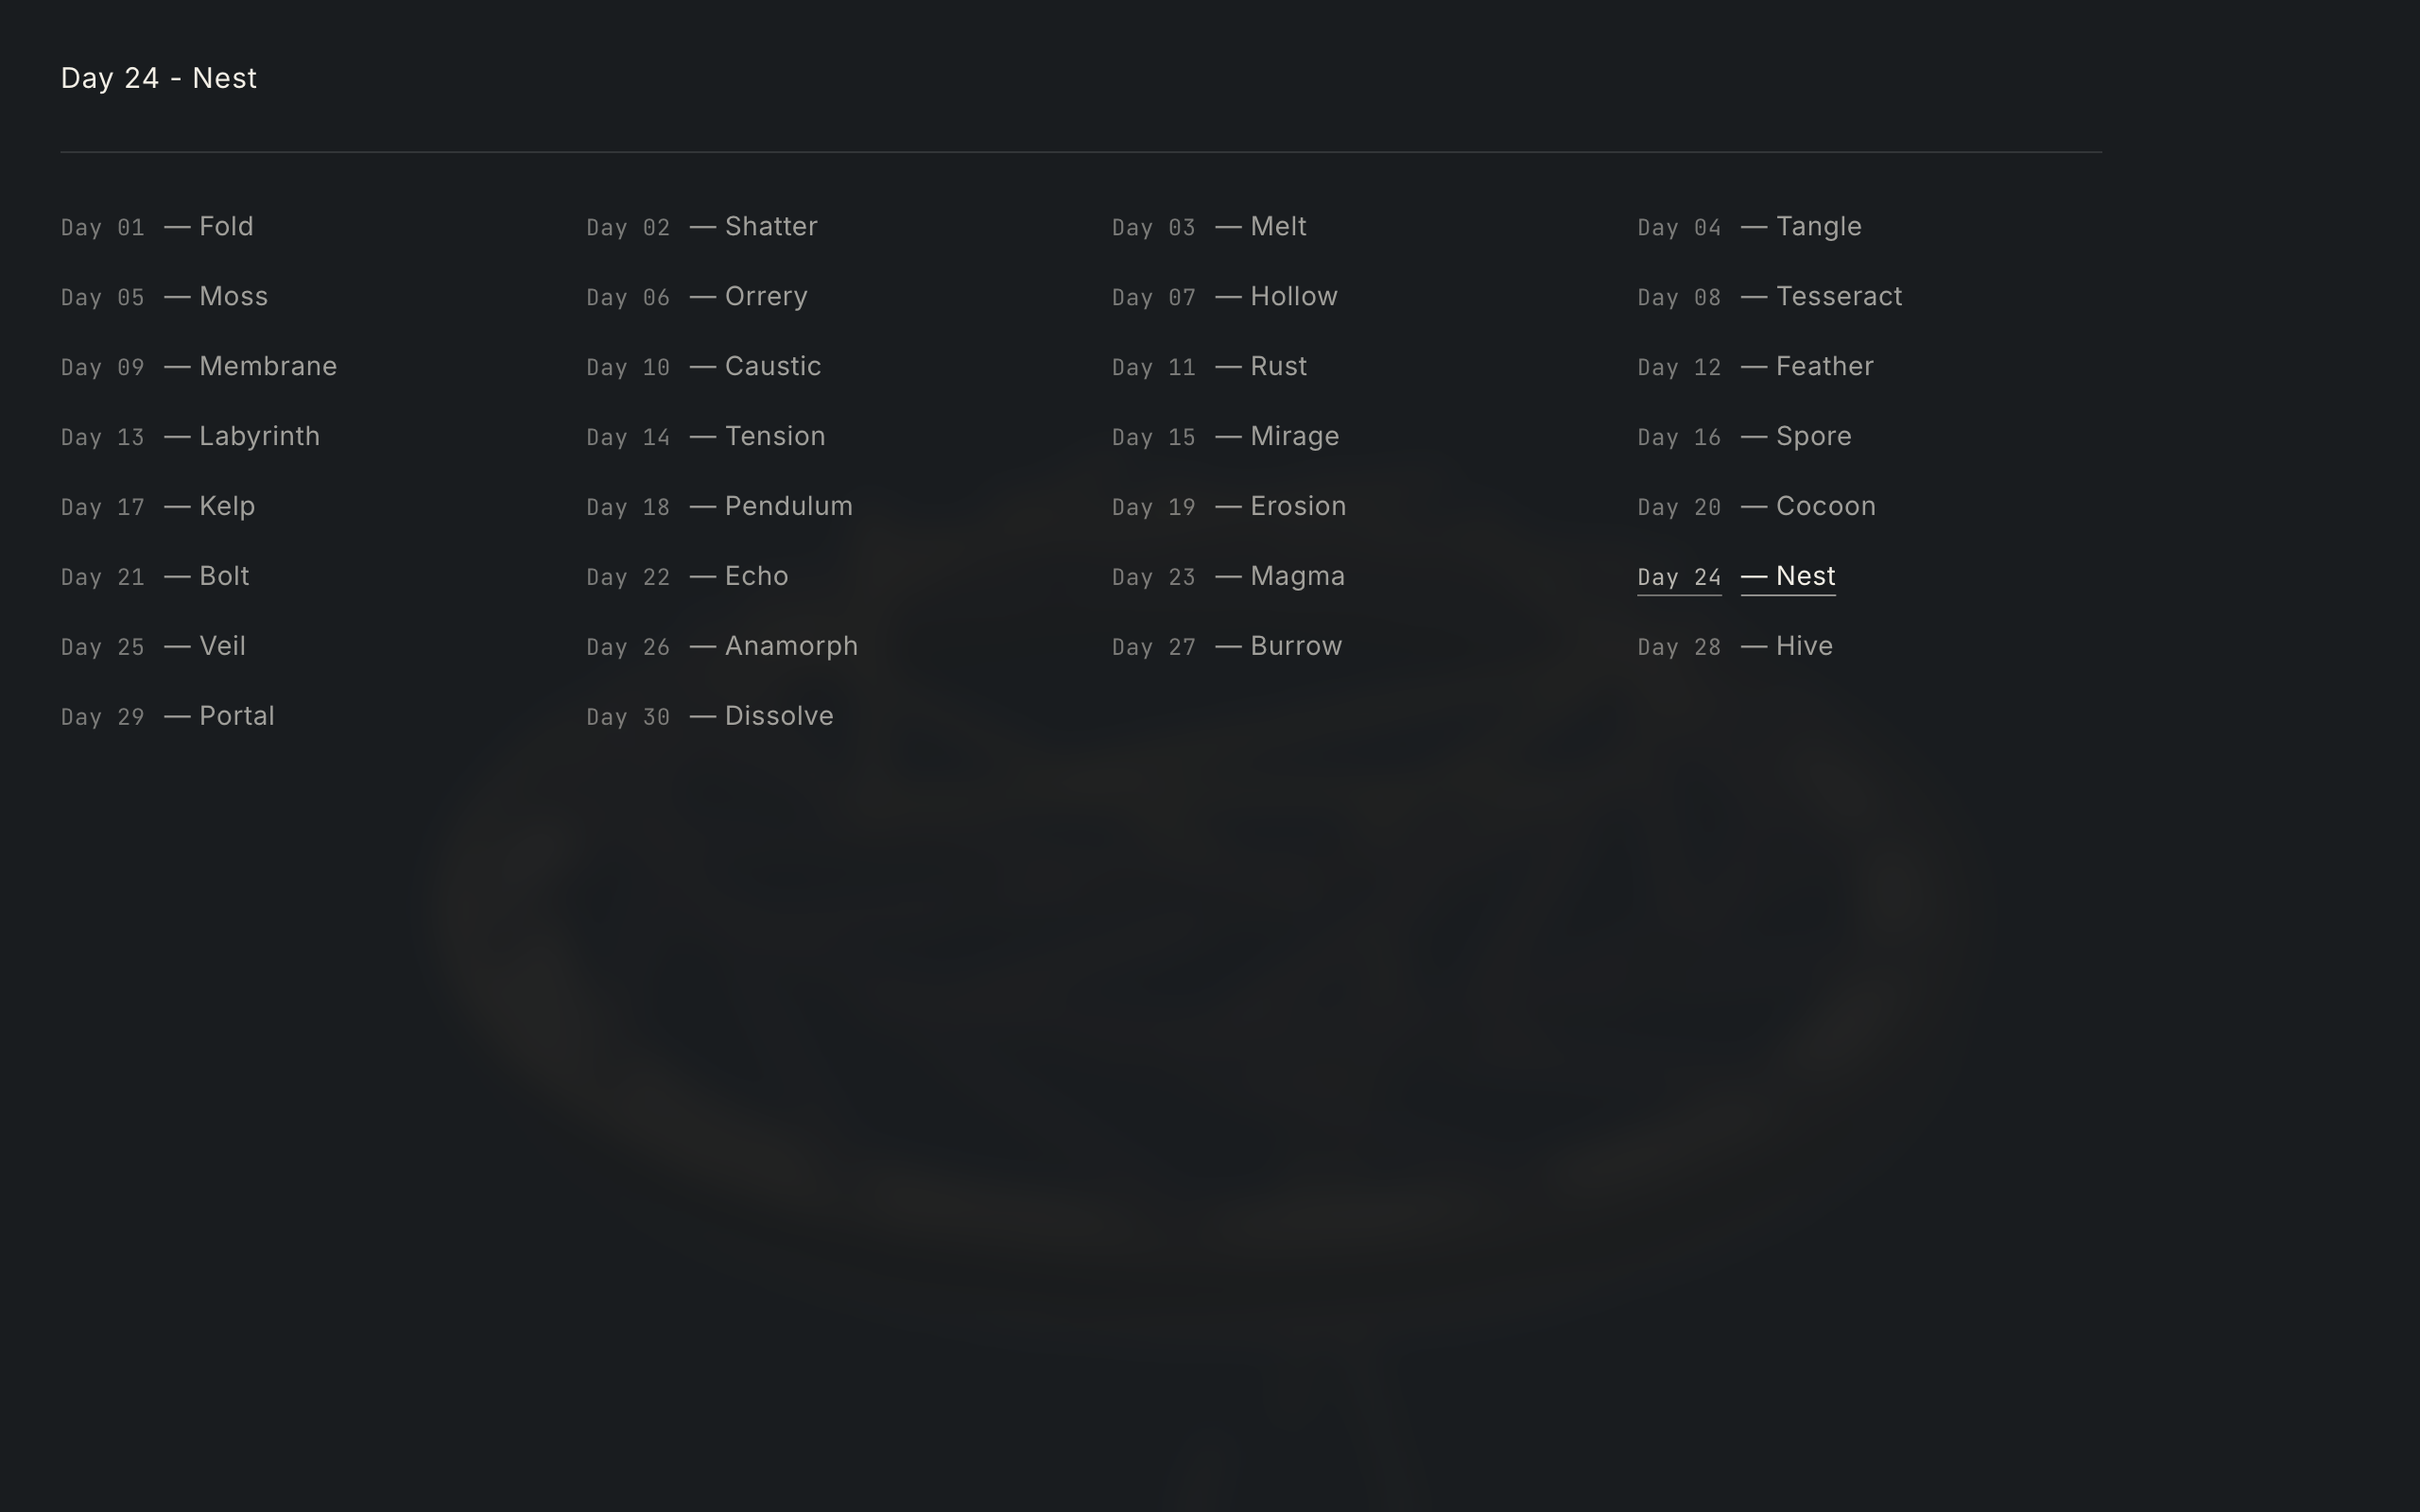 Day 24 - Nest
Day 01 — Fold Day 02 — Shatter Day 03 — Melt Day 04 — Tangle
Day 05 — Moss Day 06 — Orrery Day 07 — Hollow Day 08 — Tesseract
Day 09 — Membrane Day 10 — Caustic Day 11 — Rust Day 12 — Feather
Day 13 — Labyrinth Day 14 — Tension Day 15 — Mirage Day 16 — Spore
Day 17 — Kelp Day 18 — Pendulum Day 19 — Erosion Day 20 — Cocoon
Day 21 — Bolt Day 22 — Echo Day 23 — Magma Day 24 — Nest
Day 25 — Veil Day 26 — Anamorph Day 27 — Burrow Day 28 — Hive
Day 29 — Portal Day 30 — Dissolve